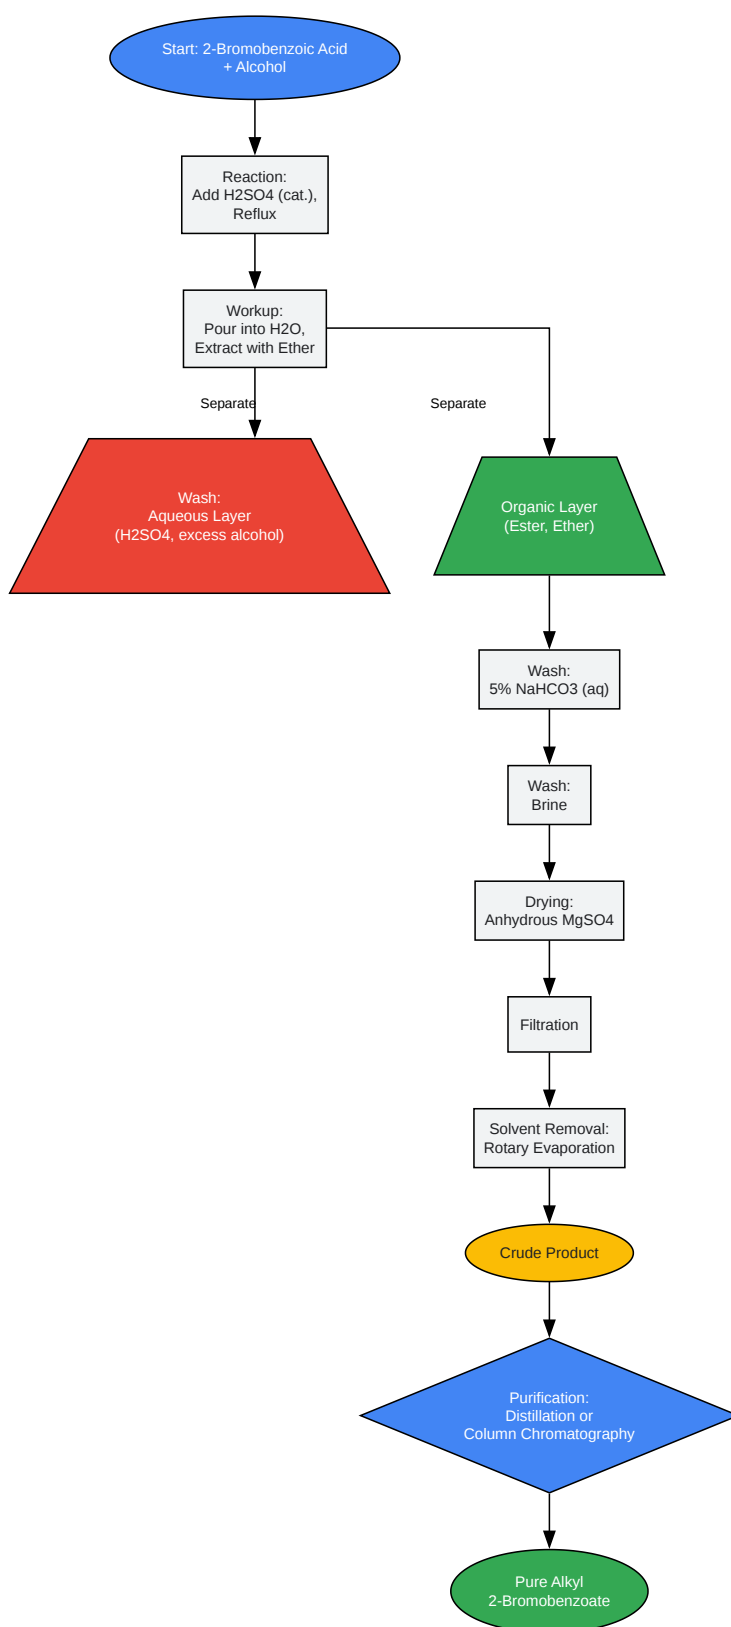 Start: 2-Bromobenzoic Acid
+ Alcohol
Reaction:
Add H2SO4 (cat.),
Reflux
Workup:
Pour into H2O,
Extract with Ether
Separate
Separate
Wash:
Aqueous Layer
(H2SO4, excess alcohol)
Organic Layer
(Ester, Ether)
Wash:
5% NaHCO3 (aq)
Wash:
Brine
Drying:
Anhydrous MgSO4
Filtration
Solvent Removal:
Rotary Evaporation
Crude Product
Purification:
Distillation or
Column Chromatography
Pure Alkyl
2-Bromobenzoate